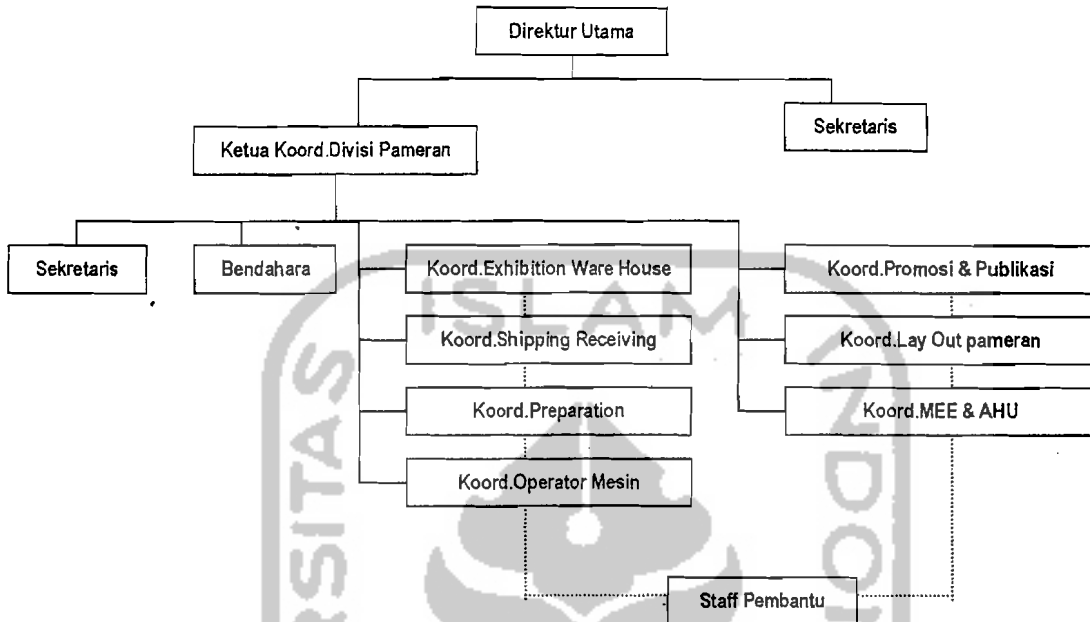 Direktur Utama
Sekretaris
Ketua Koord.Divisi Pameran
Sekretaris
Bendahara
Koord.Exhibition Ware House
Koord.Promosi & Publikasi
Koord.Shipping Receiving
Koord.Lay Out pameran
Koord.Preparation
Koord.MEE & AHU
Koord.Operator Mesin
Staff Pembantu
ISLAM